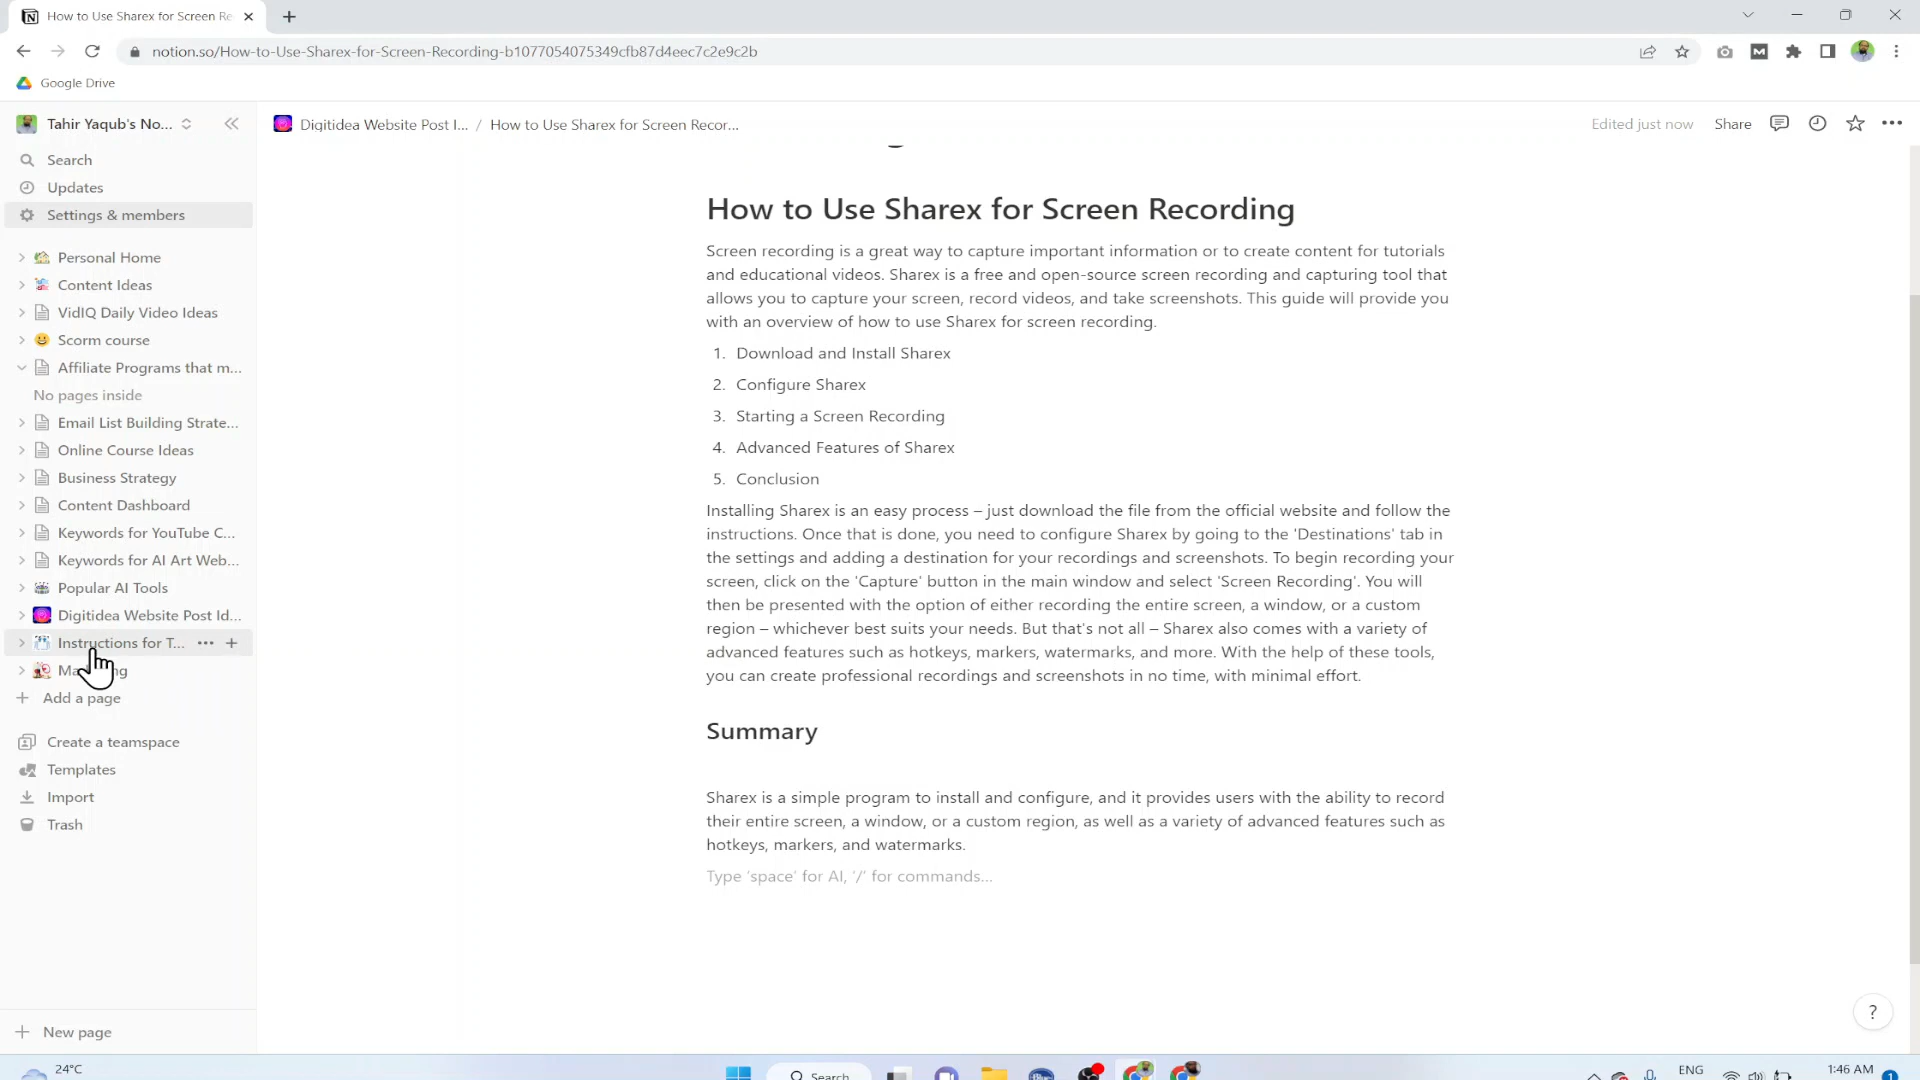 How to Use Sharex for Screen Re
notion.so/How-to-Use-Sharex-for-Screen-Recording-b1077054075349cfb87d4eec7c2e9c2b
Google Drive
Tahir Yaqub's No...
Digitidea Website Post I... / How to Use Sharex for Screen Recor...
Edited just now
Share
Search
Updates
Settings & members
Personal Home
Content Ideas
VidIQ Daily Video Ideas
Scorm course
Affiliate Programs that m...
No pages inside
Email List Building Strate...
Online Course Ideas
Business Strategy
Content Dashboard
Keywords for YouTube C...
Keywords for AI Art Web...
Popular AI Tools
Digitidea Website Post Id...
Instructions for T...
Add a page
Create a teamspace
Templates
Import
Trash
New page
How to Use Sharex for Screen Recording
Screen recording is a great way to capture important information or to create content for tutorials
and educational videos. Sharex is a free and open-source screen recording and capturing tool that
allows you to capture your screen, record videos, and take screenshots. This guide will provide you
with an overview of how to use Sharex for screen recording.
1. Download and Install Sharex
2. Configure Sharex
3. Starting a Screen Recording
4. Advanced Features of Sharex
5. Conclusion
Installing Sharex is an easy process – just download the file from the official website and follow the
instructions. Once that is done, you need to configure Sharex by going to the 'Destinations' tab in
the settings and adding a destination for your recordings and screenshots. To begin recording your
screen, click on the 'Capture' button in the main window and select 'Screen Recording'. You will
then be presented with the option of either recording the entire screen, a window, or a custom
region – whichever best suits your needs. But that's not all – Sharex also comes with a variety of
advanced features such as hotkeys, markers, watermarks, and more. With the help of these tools,
you can create professional recordings and screenshots in no time, with minimal effort.
Summary
Sharex is a simple program to install and configure, and it provides users with the ability to record
their entire screen, a window, or a custom region, as well as a variety of advanced features such as
hotkeys, markers, and watermarks.
Type 'space' for AI, '/' for commands...
?
24°C
Search
ENG
1:46 AM
1